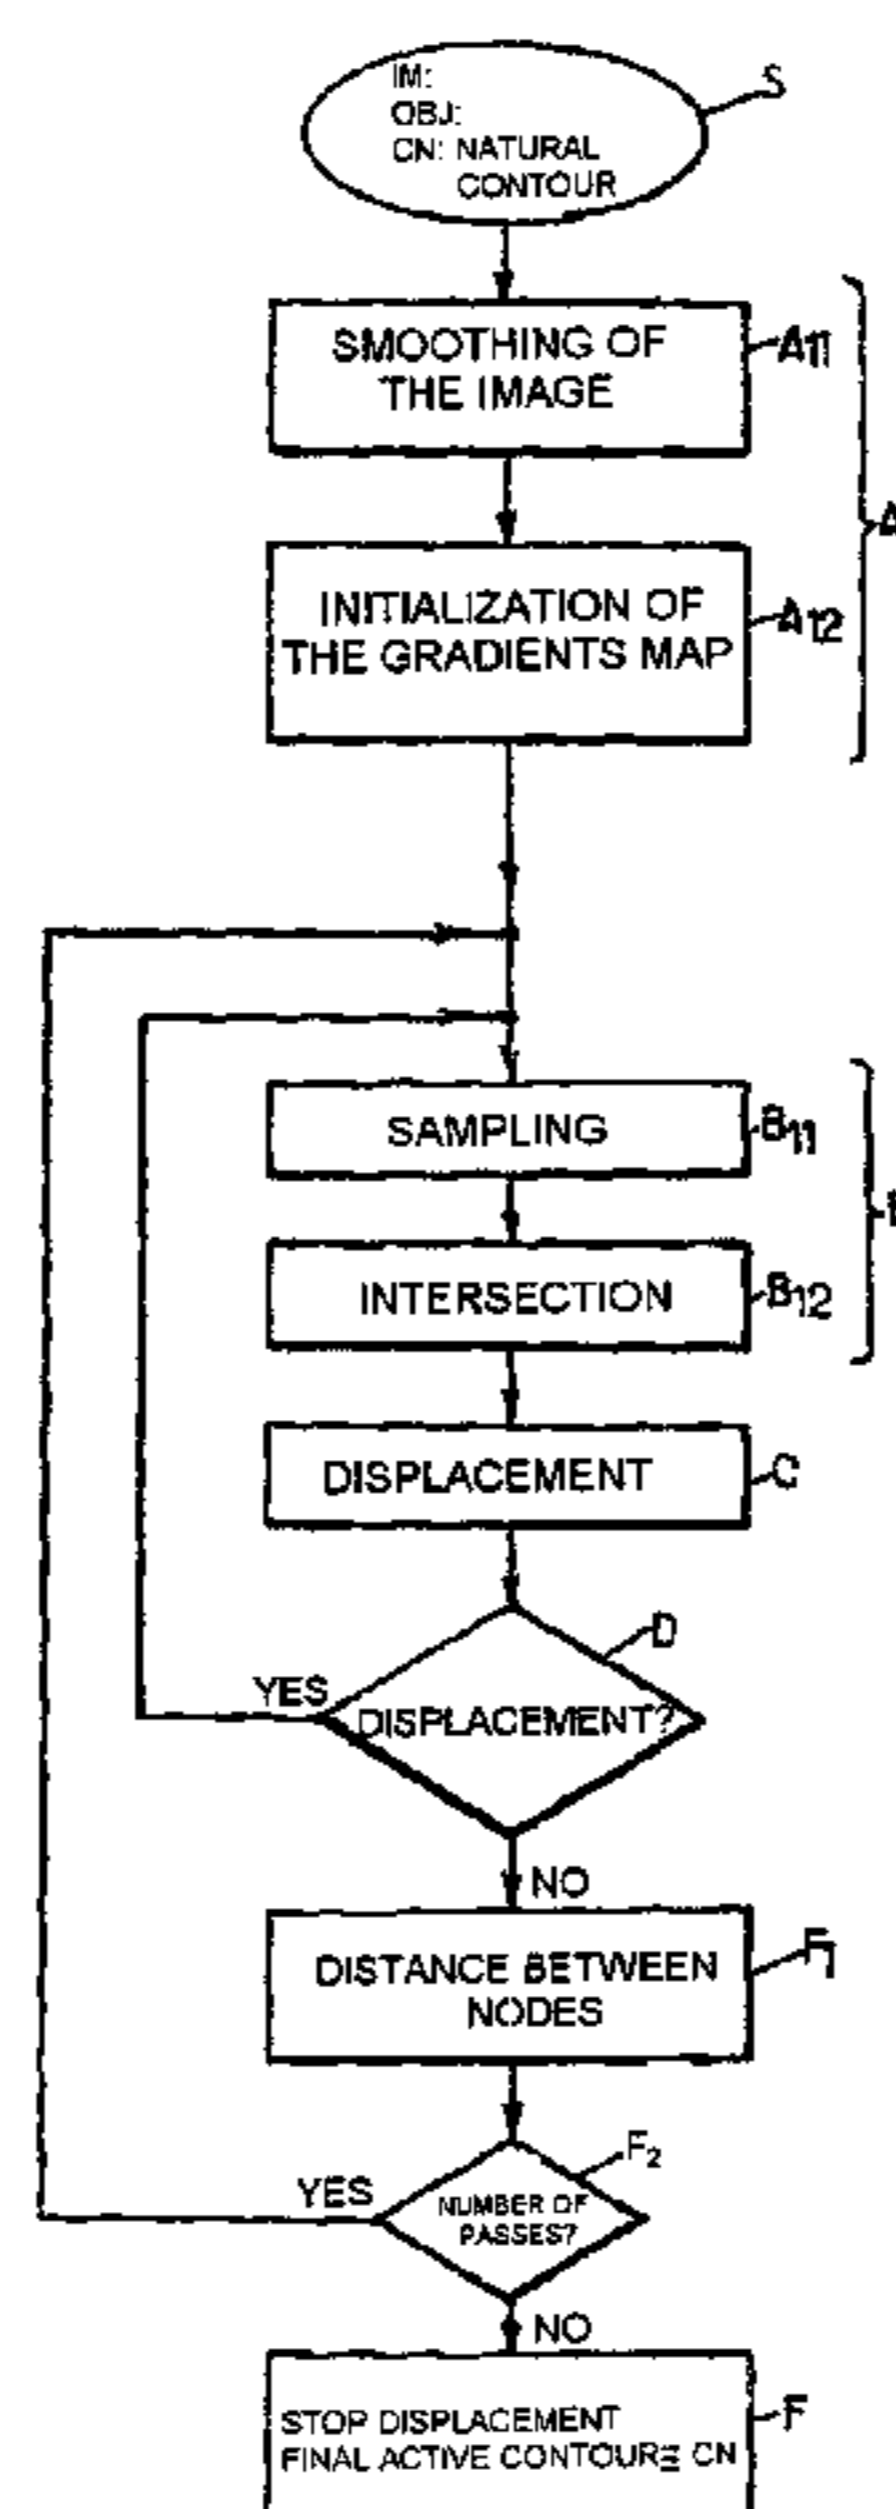 IM:
S
OBJ:
CN: NATURAL
CONTOUR
SMOOTHING OF
THE IMAGE
A11
A
INITIALIZATION OF
THE GRADIENTS MAP
A12
SAMPLING
B11
INTERSECTION
B12
DISPLACEMENT
C
D
YES
DISPLACEMENT?
NO
DISTANCE BETWEEN
NODES
F1
F2
YES
NUMBER OF
PASSES?
NO
STOP DISPLACEMENT
FINAL ACTIVE CONTOURE CN
F